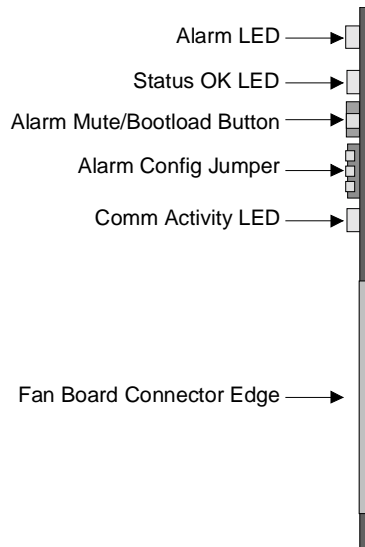 Alarm LED
Status OK LED
Alarm Mute/Bootload Button
Alarm Config Jumper
Comm Activity LED
Fan Board Connector Edge